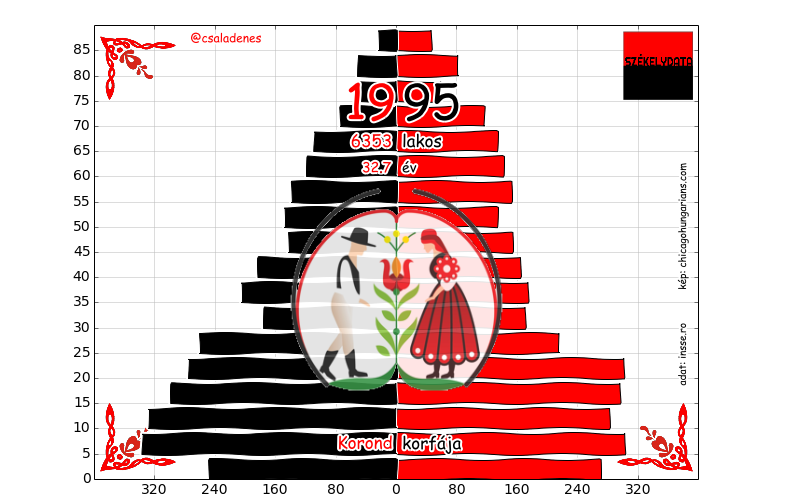 @csaladenes
SZÉKELYDATA
1995
6353 lakos
32.7 év
kép: chicagohungarians.com
adat: insse.ro
Korond korfája
85
80
75
70
65
60
55
50
45
40
35
30
25
20
15
10
5
0
320 240 160 80 0 80 160 240 320